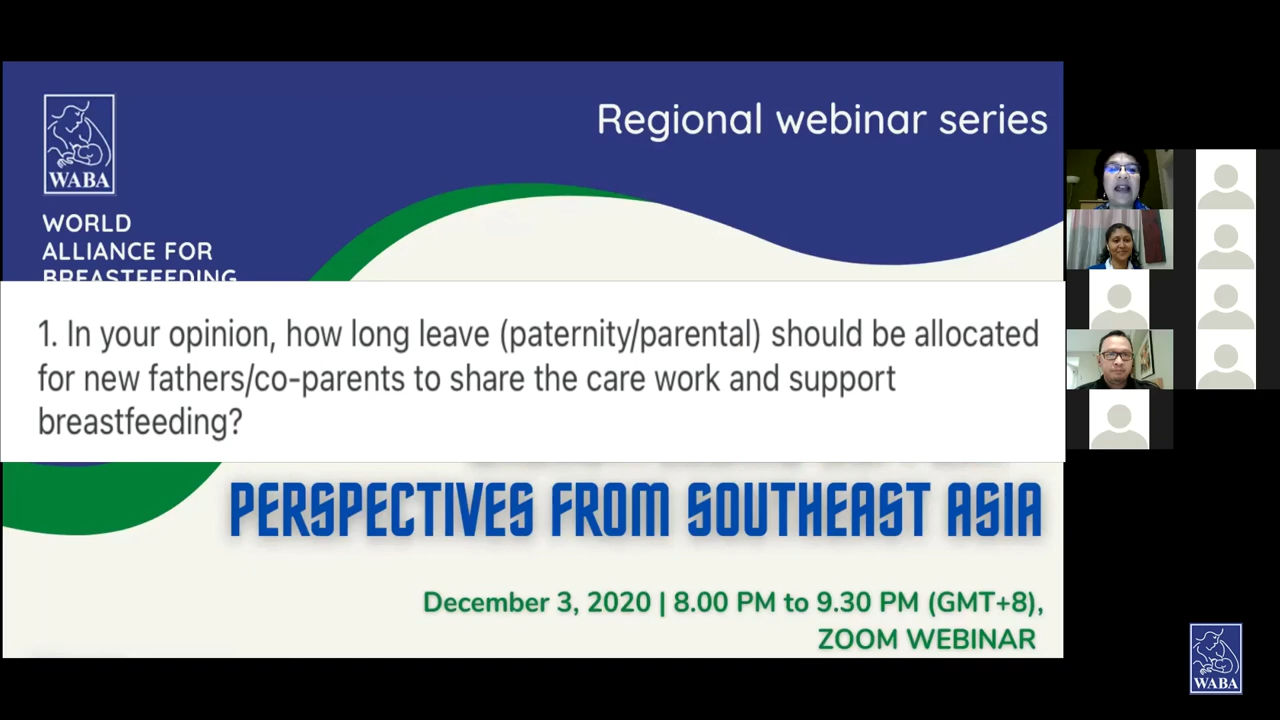 Regional webinar series
WABA
WORLD
ALLIANCE FOR
BREASTFEEDING
1. In your opinion, how long leave (paternity/parental) should be allocated
for new fathers/co-parents to share the care work and support
breastfeeding?
PERSPECTIVES FROM SOUTHEAST ASIA
December 3, 2020 | 8.00 PM to 9.30 PM (GMT+8),
ZOOM WEBINAR
WABA